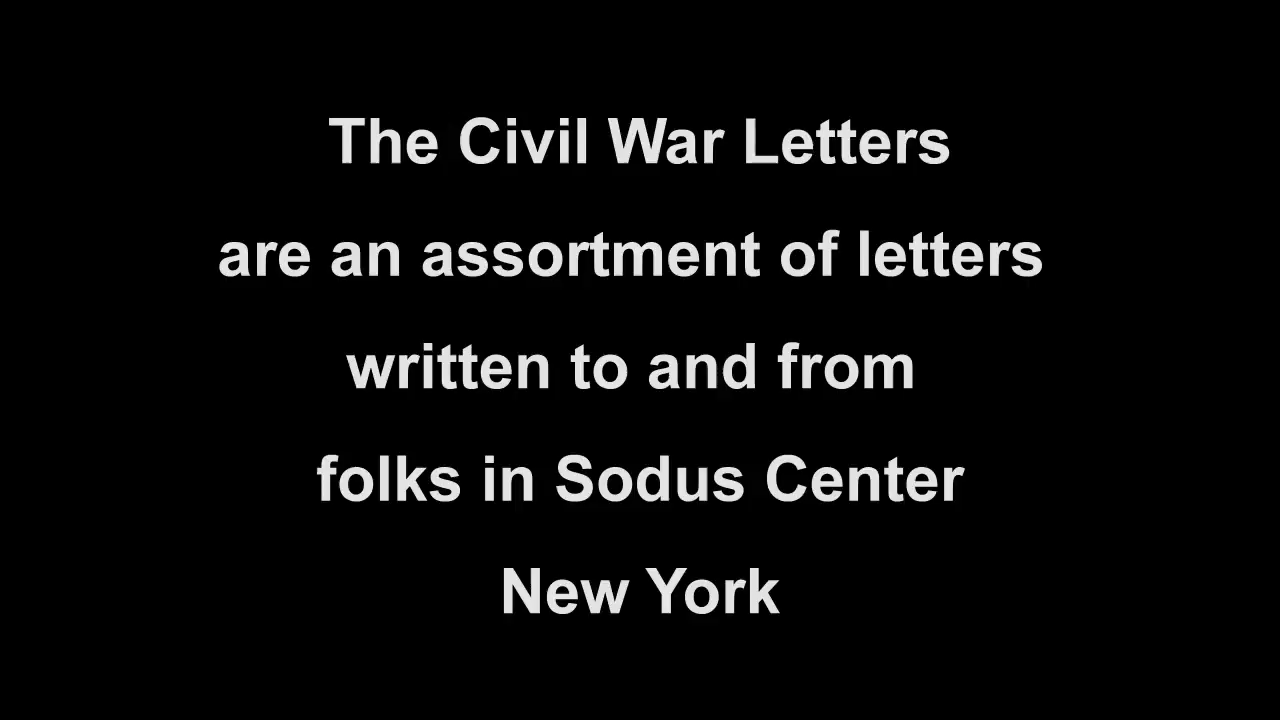 The Civil War Letters
are an assortment of letters
written to and from
folks in Sodus Center
New York